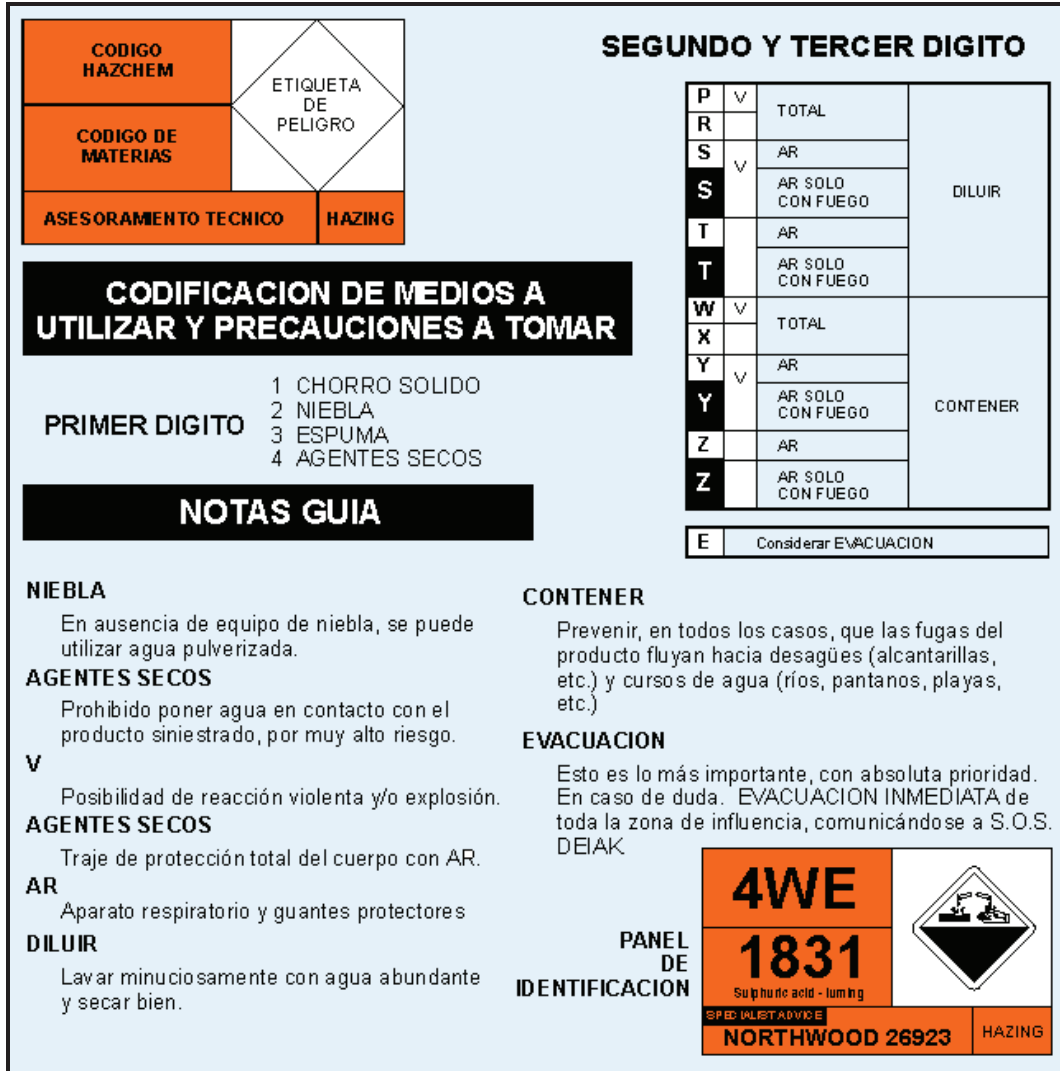 CODIGO
HAZCHEM
ETIQUETA
DE
PELIGRO
CODIGO DE
MATERIAS
ASESORAMIENTO TECNICO
HAZING
CODIFICACION DE MEDIOS A
UTILIZAR Y PRECAUCIONES A TOMAR
PRIMER DIGITO
1 CHORRO SOLIDO
2 NIEBLA
3 ESPUMA
4 AGENTES SECOS
SEGUNDO Y TERCER DIGITO
P V TOTAL
R
S V AR
S AR SOLO
CON FUEGO
DILUIR
T AR
T AR SOLO
CON FUEGO
W V TOTAL
X
Y V AR
Y AR SOLO
CON FUEGO
CONTENER
Z AR
Z AR SOLO
CON FUEGO
E Considerar EVACUACION
NOTAS GUIA
NIEBLA
En ausencia de equipo de niebla, se puede
utilizar agua pulverizada.
AGENTES SECOS
Prohibido poner agua en contacto con el
producto siniestrado, por muy alto riesgo.
V
Posibilidad de reacción violenta y/o explosión.
AGENTES SECOS
Traje de protección total del cuerpo con AR.
AR
Aparato respiratorio y guantes protectores
DILUIR
Lavar minuciosamente con agua abundante
y secar bien.
CONTENER
Prevenir, en todos los casos, que las fugas del
producto fluyan hacia desagües (alcantarillas,
etc.) y cursos de agua (ríos, pantanos, playas,
etc.)
EVACUACION
Esto es lo más importante, con absoluta prioridad.
En caso de duda. EVACUACION INMEDIATA de
toda la zona de influencia, comunicándose a S.O.S.
DEIAK
PANEL
DE
IDENTIFICACION
4WE
1831
Sulphuric acid - fuming
SPECIALIST ADVICE
NORTHWOOD 26923
HAZING